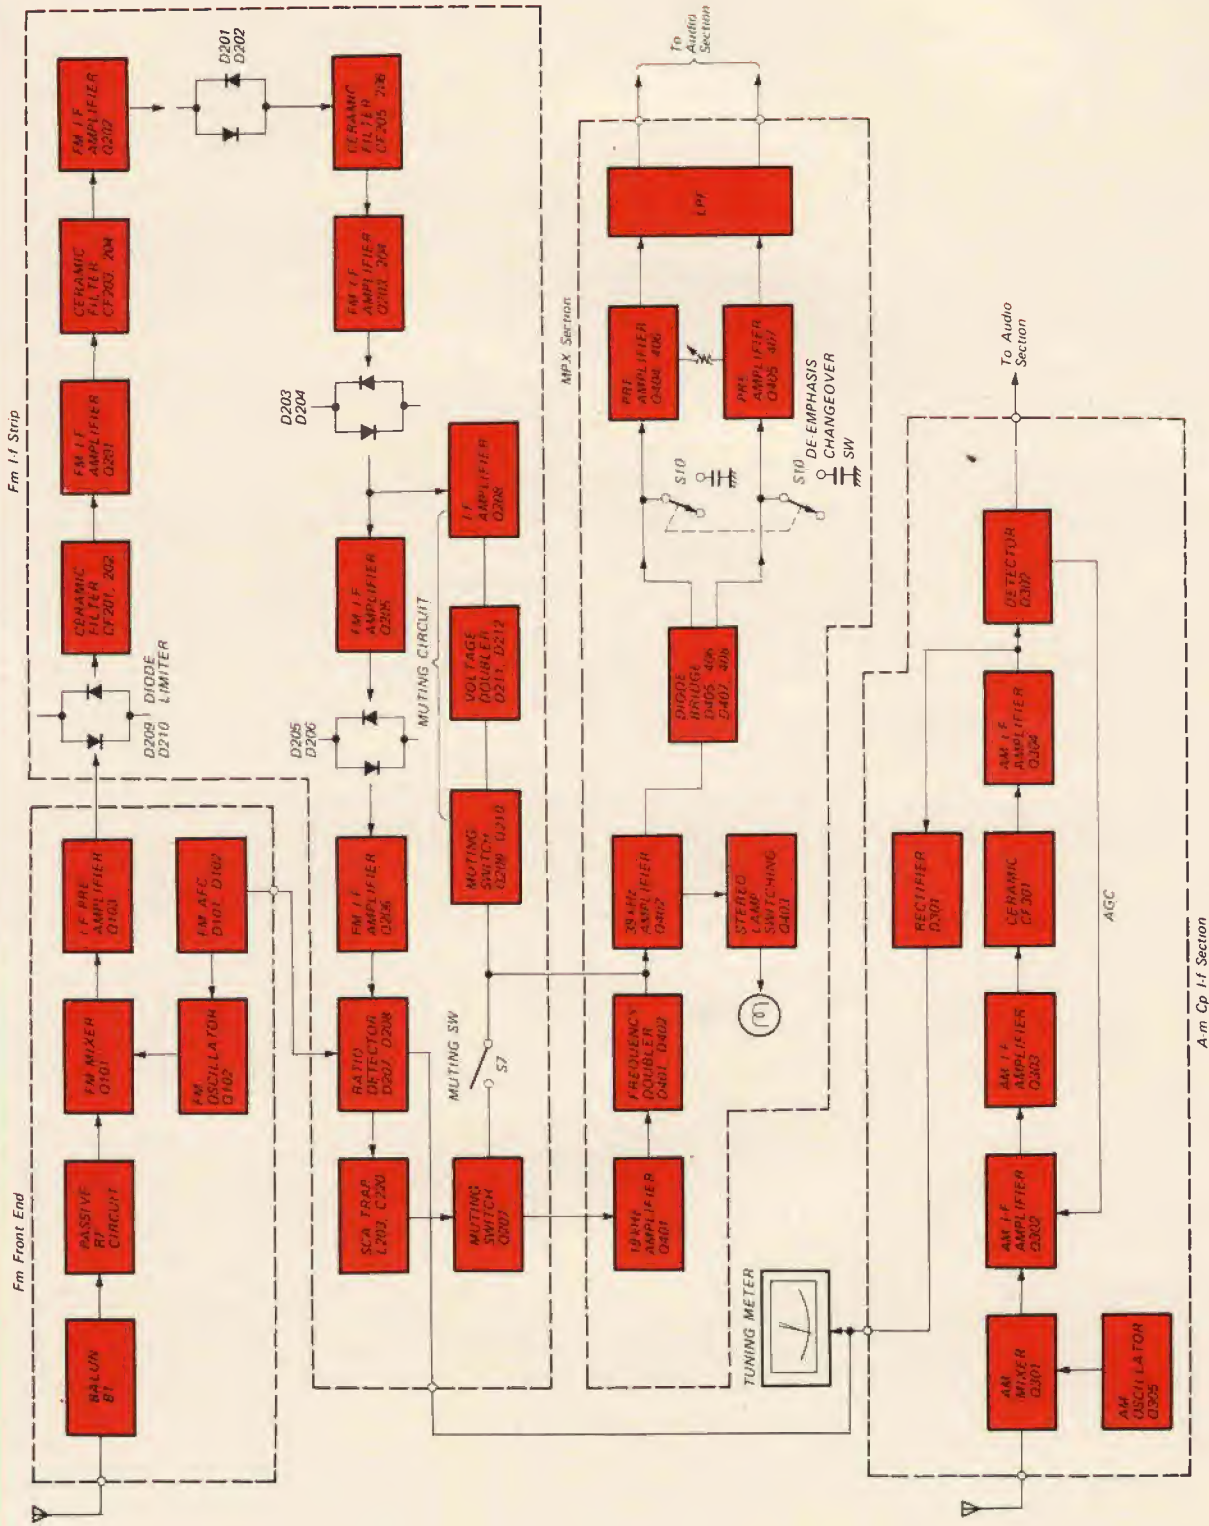 Fm Front End
BALUN
B1
PASSIVE
RF
CIRCUIT
FM MIXER
Q101
I F PRE
AMPLIFIER
Q103
FM
OSCILLATOR
Q102
FM AFC
D101, D102
Fm I-f Strip
D209
D210
DIODE
LIMITER
CERAMIC
FILTER
CF201, 202
FM I F
AMPLIFIER
Q201
CERAMIC
FILTER
CF203, 204
FM I F
AMPLIFIER
Q202
D201
D202
CERAMIC
FILTER
CF205 206
FM I F
AMPLIFIER
Q203, 204
D203
D204
FM I F
AMPLIFIER
Q205
D205
D206
FM I F
AMPLIFIER
Q206
RATIO
DETECTOR
D207, D208
SCA TRAP
L203, C220
MUTING
SWITCH
Q207
MUTING SW
S7
MUTING CIRCUIT
MUTING
SWITCH
Q209 Q210
VOLTAGE
DOUBLER
D211, D212
I F
AMPLIFIER
Q208
MPX Section
19 kHz
AMPLIFIER
Q401
FREQUENCY
DOUBLER
D401 D402
39 kHz
AMPLIFIER
Q402
STEREO
LAMP
SWITCHING
Q403
DIODE
BRIDGE
D405 406
D407, 408
S10
S10
DE-EMPHASIS
CHANGEOVER
SW
PRE
AMPLIFIER
Q404 406
PRE
AMPLIFIER
Q405 407
LPF
To
Audio
Section
TUNING METER
AM
MIXER
Q301
AM
OSCILLATOR
Q305
AM I F
AMPLIFIER
Q302
AM I F
AMPLIFIER
Q303
CERAMIC
CF301
AM I F
AMPLIFIER
Q304
DETECTOR
D302
RECTIFIER
D301
AGC
To Audio
Section
A-m Cp I-f Section